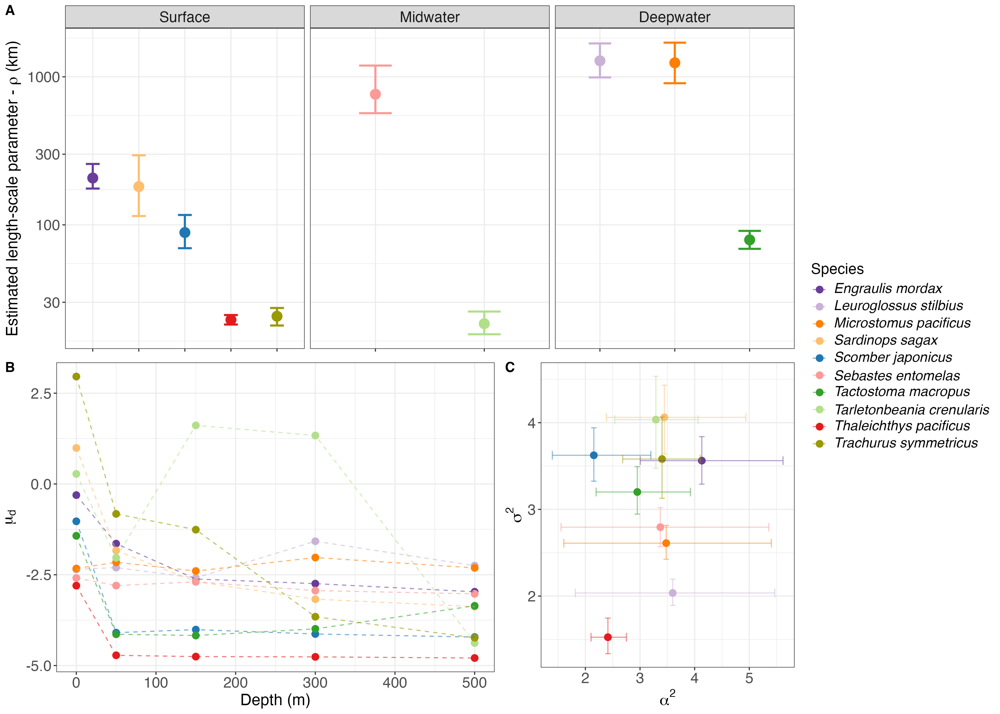 A
Surface
Midwater
Deepwater
Estimated length-scale parameter - ρ (km)
1000
300
100
30
Species
Engraulis mordax
Leuroglossus stilbius
Microstomus pacificus
Sardinops sagax
Scomber japonicus
Sebastes entomelas
Tactostoma macropus
Tarletonbeania crenularis
Thaleichthys pacificus
Trachurus symmetricus
B
μd
2.5
0.0
-2.5
-5.0
0 100 200 300 400 500
Depth (m)
C
σ²
4
3
2
2 3 4 5
α²